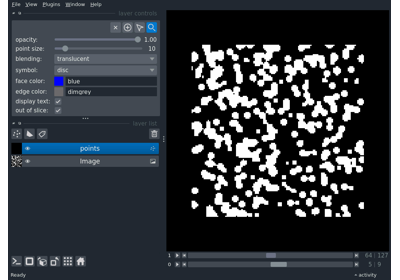 File View Plugins Window Help
layer controls
opacity: 1.00
point size: 10
blending: translucent
symbol: disc
face color: blue
edge color: dimgrey
display text:
out of slice:
layer list
points
Image
1 64 127
0 5 9
Ready
activity